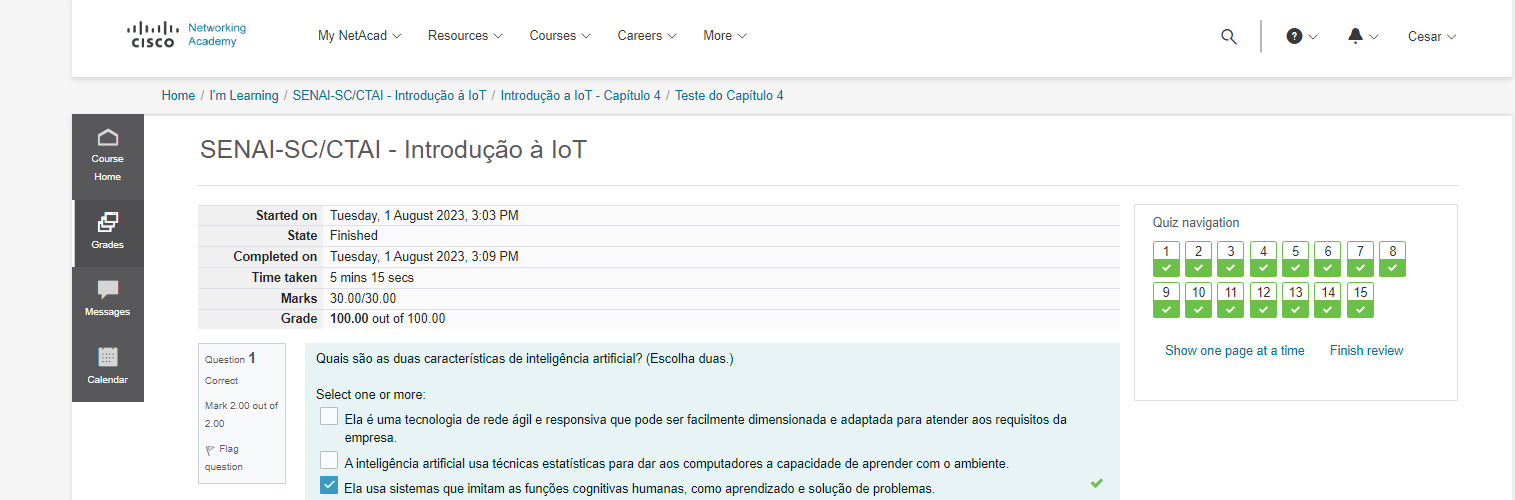 CISCO Networking Academy
My NetAcad Resources Courses Careers More ? Cesar
Home / I'm Learning / SENAI-SC/CTAI - Introdução à IoT / Introdução a IoT - Capítulo 4 / Teste do Capítulo 4
Course
Home
Grades
Messages
Calendar
SENAI-SC/CTAI - Introdução à IoT
Started on Tuesday, 1 August 2023, 3:03 PM
State Finished
Completed on Tuesday, 1 August 2023, 3:09 PM
Time taken 5 mins 15 secs
Marks 30.00/30.00
Grade 100.00 out of 100.00
Quiz navigation
1 2 3 4 5 6 7 8
9 10 11 12 13 14 15
Show one page at a time Finish review
Question 1
Correct
Mark 2.00 out of
2.00
Flag
question
Quais são as duas características de inteligência artificial? (Escolha duas.)
Select one or more:
Ela é uma tecnologia de rede ágil e responsiva que pode ser facilmente dimensionada e adaptada para atender aos requisitos da
empresa.
A inteligência artificial usa técnicas estatísticas para dar aos computadores a capacidade de aprender com o ambiente.
Ela usa sistemas que imitam as funções cognitivas humanas, como aprendizado e solução de problemas.